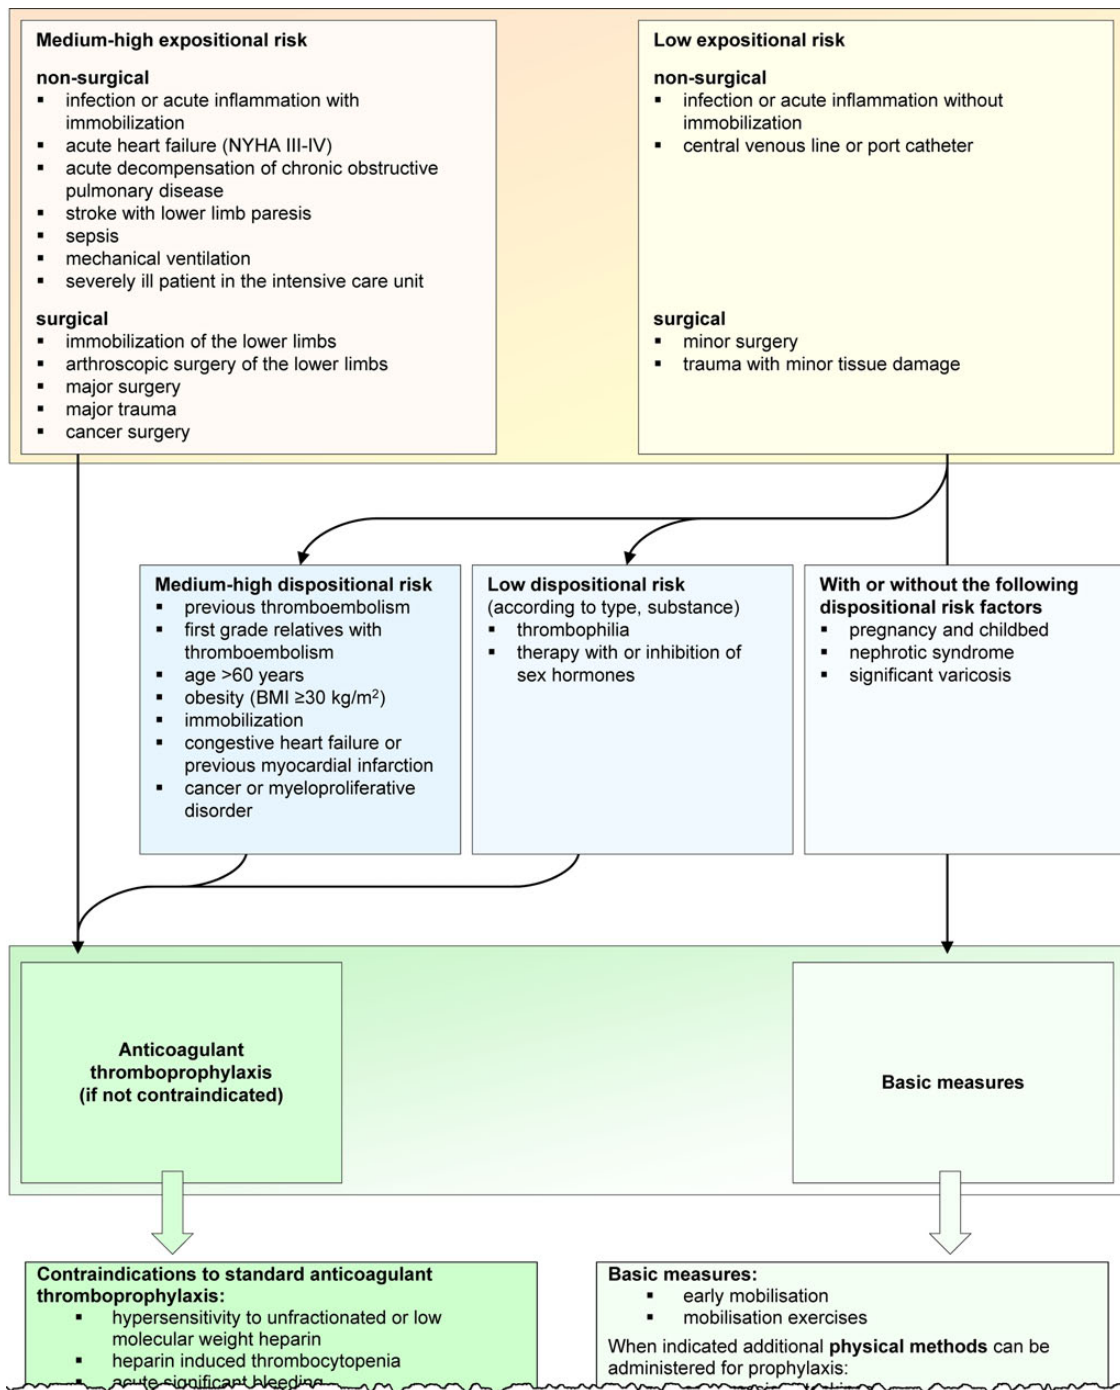 Medium-high expositional risk
non-surgical
▪ infection or acute inflammation with
immobilization
▪ acute heart failure (NYHA III-IV)
▪ acute decompensation of chronic obstructive
pulmonary disease
▪ stroke with lower limb paresis
▪ sepsis
▪ mechanical ventilation
▪ severely ill patient in the intensive care unit
surgical
▪ immobilization of the lower limbs
▪ arthroscopic surgery of the lower limbs
▪ major surgery
▪ major trauma
▪ cancer surgery
Low expositional risk
non-surgical
▪ infection or acute inflammation without
immobilization
▪ central venous line or port catheter
surgical
▪ minor surgery
▪ trauma with minor tissue damage
Medium-high dispositional risk
▪ previous thromboembolism
▪ first grade relatives with
thromboembolism
▪ age >60 years
▪ obesity (BMI ≥30 kg/m²)
▪ immobilization
▪ congestive heart failure or
previous myocardial infarction
▪ cancer or myeloproliferative
disorder
Low dispositional risk
(according to type, substance)
▪ thrombophilia
▪ therapy with or inhibition of
sex hormones
With or without the following
dispositional risk factors
▪ pregnancy and childbed
▪ nephrotic syndrome
▪ significant varicosis
Anticoagulant
thromboprophylaxis
(if not contraindicated)
Basic measures
Contraindications to standard anticoagulant
thromboprophylaxis:
▪ hypersensitivity to unfractionated or low
molecular weight heparin
▪ heparin induced thrombocytopenia
▪ acute significant bleeding
Basic measures:
▪ early mobilisation
▪ mobilisation exercises
When indicated additional physical methods can be
administered for prophylaxis: